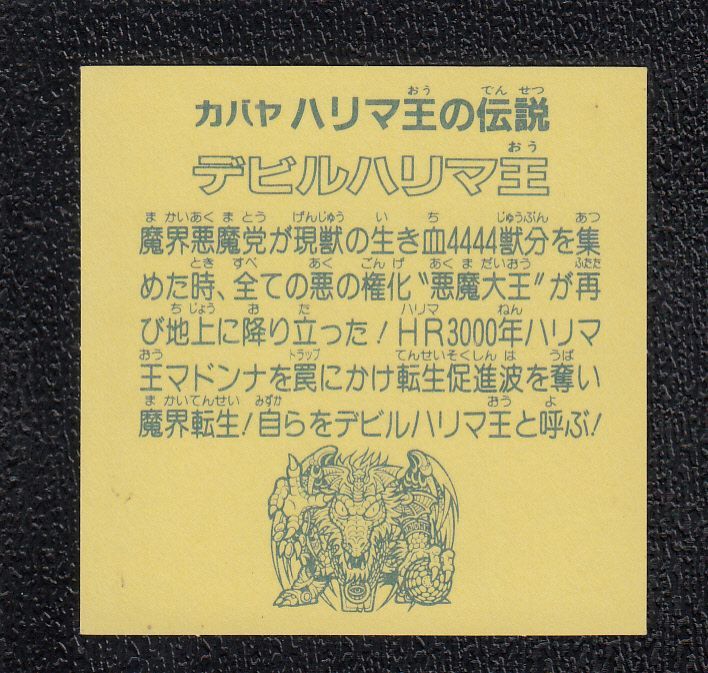 カバヤ ハリマ王の伝説
デビルハリマ王
魔界悪魔党が現獣の生き血4444獣分を集
めた時、全ての悪の権化“悪魔大王”が再
び地上に降り立った!HR3000年ハリマ
王マドンナを罠にかけ転生促進波を奪い
魔界転生!自らをデビルハリマ王と呼ぶ!